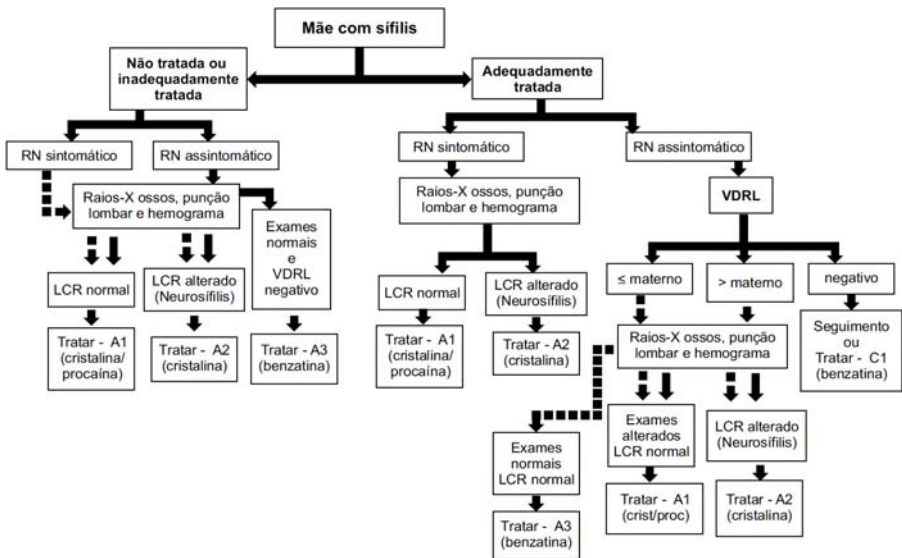 Mãe com sífilis
Não tratada ou
inadequadamente
tratada
Adequadamente
tratada
RN sintomático
RN assintomático
RN sintomático
RN assintomático
Raios-X ossos, punção
lombar e hemograma
Exames
normais
e
VDRL
negativo
Raios-X ossos, punção
lombar e hemograma
VDRL
LCR normal
LCR alterado
(Neurosífilis)
LCR normal
LCR alterado
(Neurosífilis)
≤ materno
> materno
negativo
Tratar - A1
(cristalina/
procaína)
Tratar - A2
(cristalina)
Tratar - A3
(benzatina)
Tratar - A1
(cristalina/
procaína)
Tratar - A2
(cristalina)
Raios-X ossos, punção
lombar e hemograma
Seguimento
ou
Tratar - C1
(benzatina)
Exames
normais
LCR normal
Exames
alterados
LCR normal
LCR alterado
(Neurosífilis)
Tratar - A3
(benzatina)
Tratar - A1
(crist/proc)
Tratar - A2
(cristalina)